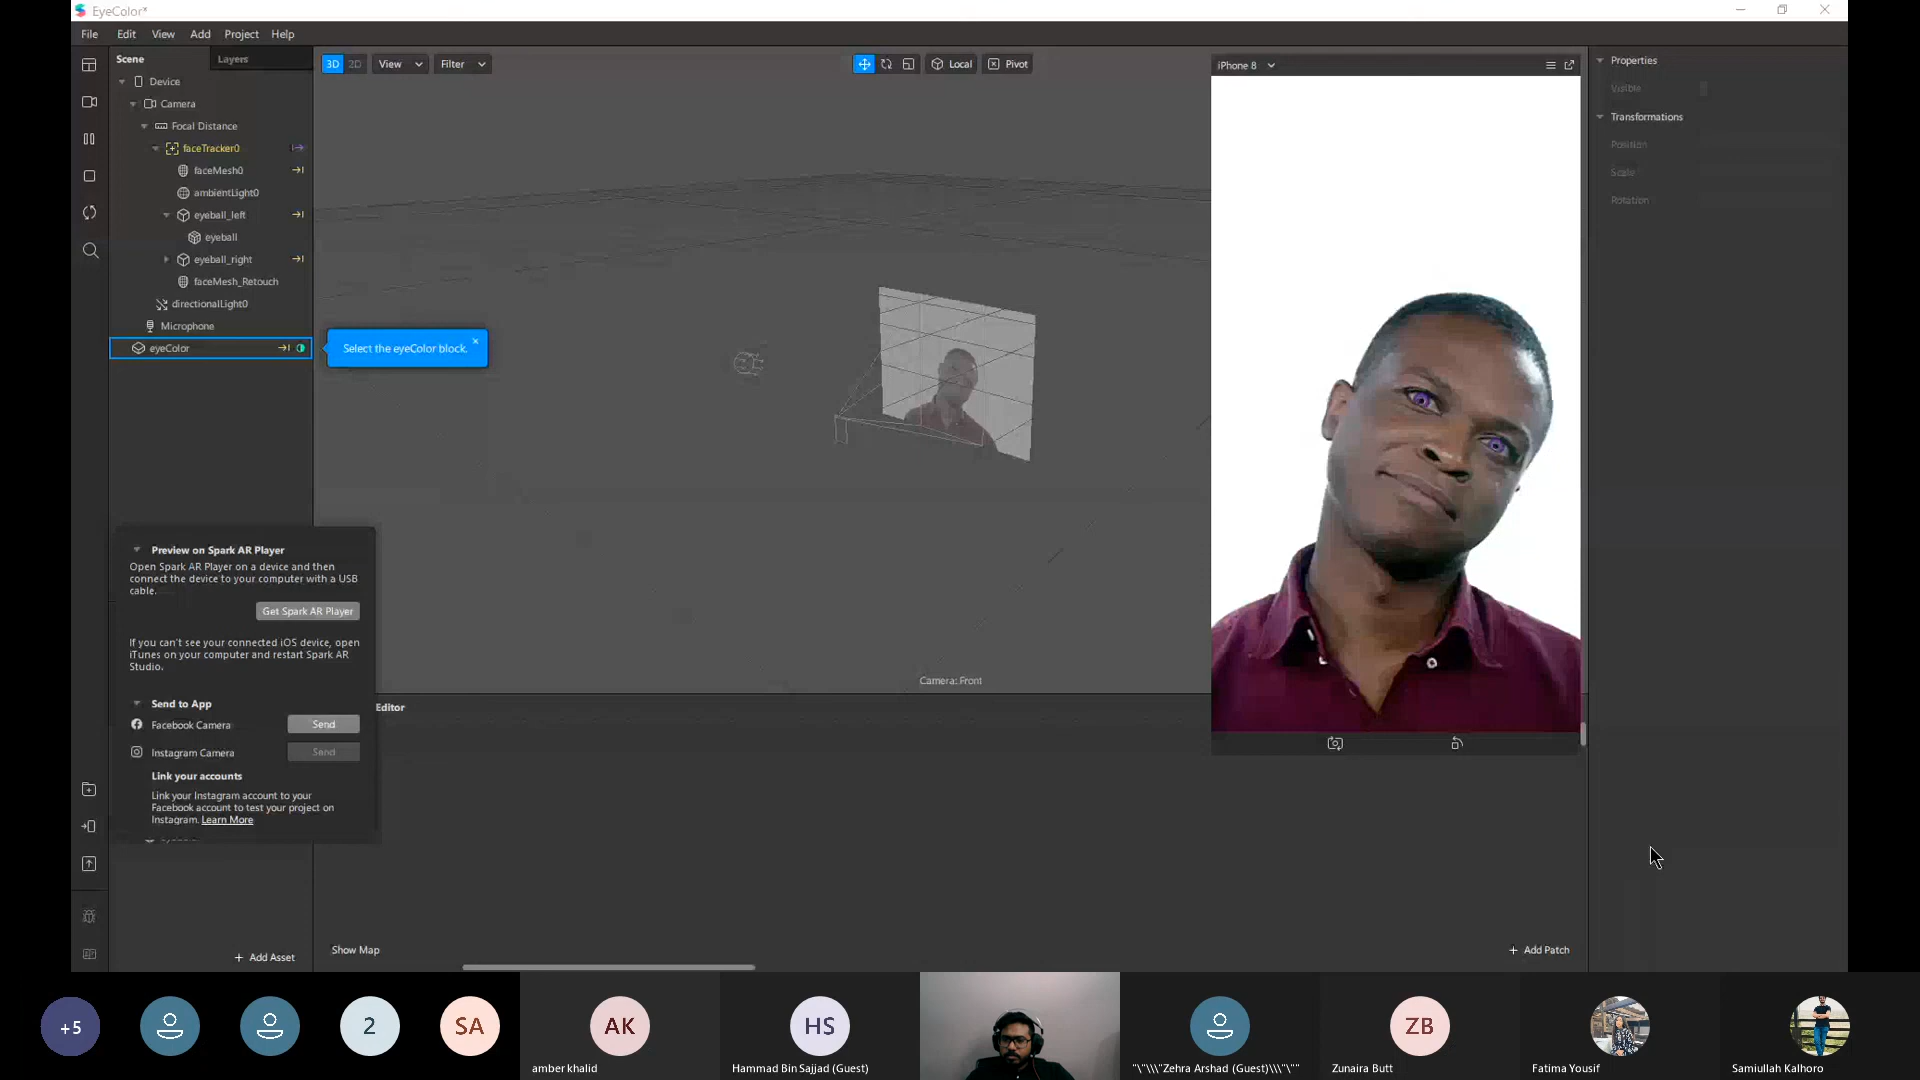 EyeColor*
File Edit View Add Project Help
Scene Layers
Device
Camera
Focal Distance
faceTracker0
faceMesh0
ambientLight0
eyeball_left
eyeball
eyeball_right
faceMesh_Retouch
directionalLight0
Microphone
eyeColor
3D 2D View Filter Local Pivot
Select the eyeColor block.
iPhone 8
Properties
Visible
Transformations
Position
Scale
Rotation
Camera: Front
Preview on Spark AR Player
Open Spark AR Player on a device and then
connect the device to your computer with a USB
cable.
Get Spark AR Player
If you can't see your connected iOS device, open
iTunes on your computer and restart Spark AR
Studio.
Send to App
Facebook Camera Send
Instagram Camera Send
Link your accounts
Link your Instagram account to your
Facebook account to test your project on
Instagram. Learn More
Editor
+ Add Asset
Show Map
+ Add Patch
+5 2 SA AK HS ZB
amber khalid
Hammad Bin Sajjad (Guest)
"\"\\\"Zehra Arshad (Guest)\\\"\""
Zunaira Butt
Fatima Yousif
Samiullah Kalhoro